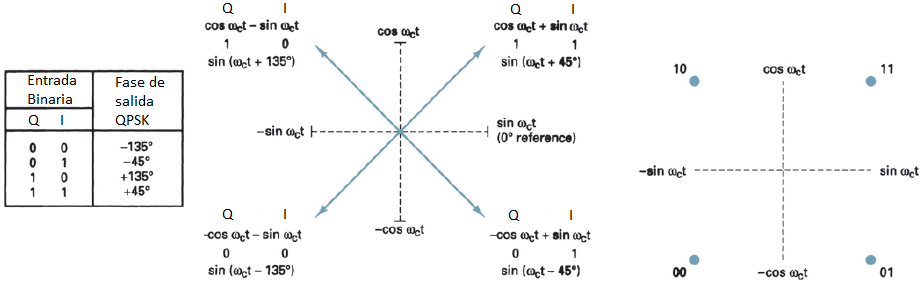 Entrada Binaria
Fase de salida QPSK
Q I
0 0 −135°
0 1 −45°
1 0 +135°
1 1 +45°
Q I
cos ωct − sin ωct
1 0
sin (ωct + 135°)
cos ωct
Q I
cos ωct + sin ωct
1 1
sin (ωct + 45°)
−sin ωct
sin ωct
(0° reference)
Q I
-cos ωct − sin ωct
0 0
sin (ωct − 135°)
−cos ωct
Q I
-cos ωct + sin ωct
0 1
sin (ωct − 45°)
10
cos ωct
11
−sin ωct
sin ωct
00
−cos ωct
01